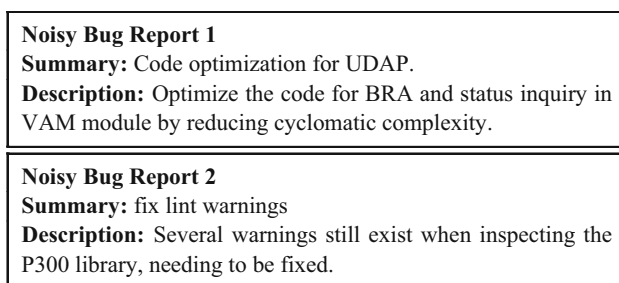 Noisy Bug Report 1
Summary: Code optimization for UDAP.
Description: Optimize the code for BRA and status inquiry in
VAM module by reducing cyclomatic complexity.
Noisy Bug Report 2
Summary: fix lint warnings
Description: Several warnings still exist when inspecting the
P300 library, needing to be fixed.